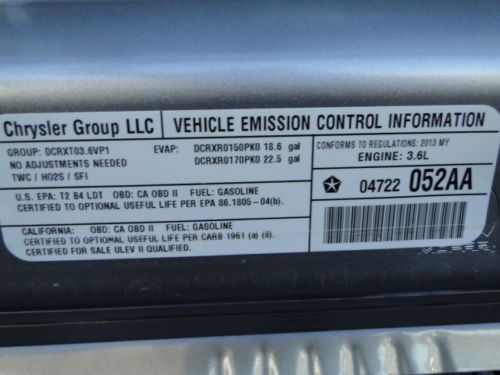 Chrysler Group LLC
VEHICLE EMISSION CONTROL INFORMATION
GROUP: DCRXT03.6VP1 EVAP: DCRXR0150PK0 18.6 gal
NO ADJUSTMENTS NEEDED DCRXR0170PK0 22.5 gal
TWC / HO2S / SFI
CONFORMS TO REGULATIONS: 2013 MY
ENGINE: 3.6L
04722 052AA
U.S. EPA: T2 B4 LDT OBD: CA OBD II FUEL: GASOLINE
CERTIFIED TO OPTIONAL USEFUL LIFE PER EPA 86.1805-04(b).
CALIFORNIA: OBD: CA OBD II FUEL: GASOLINE
CERTIFIED TO OPTIONAL USEFUL LIFE PER CARB 1961 (a) (8).
CERTIFIED FOR SALE ULEV II QUALIFIED.